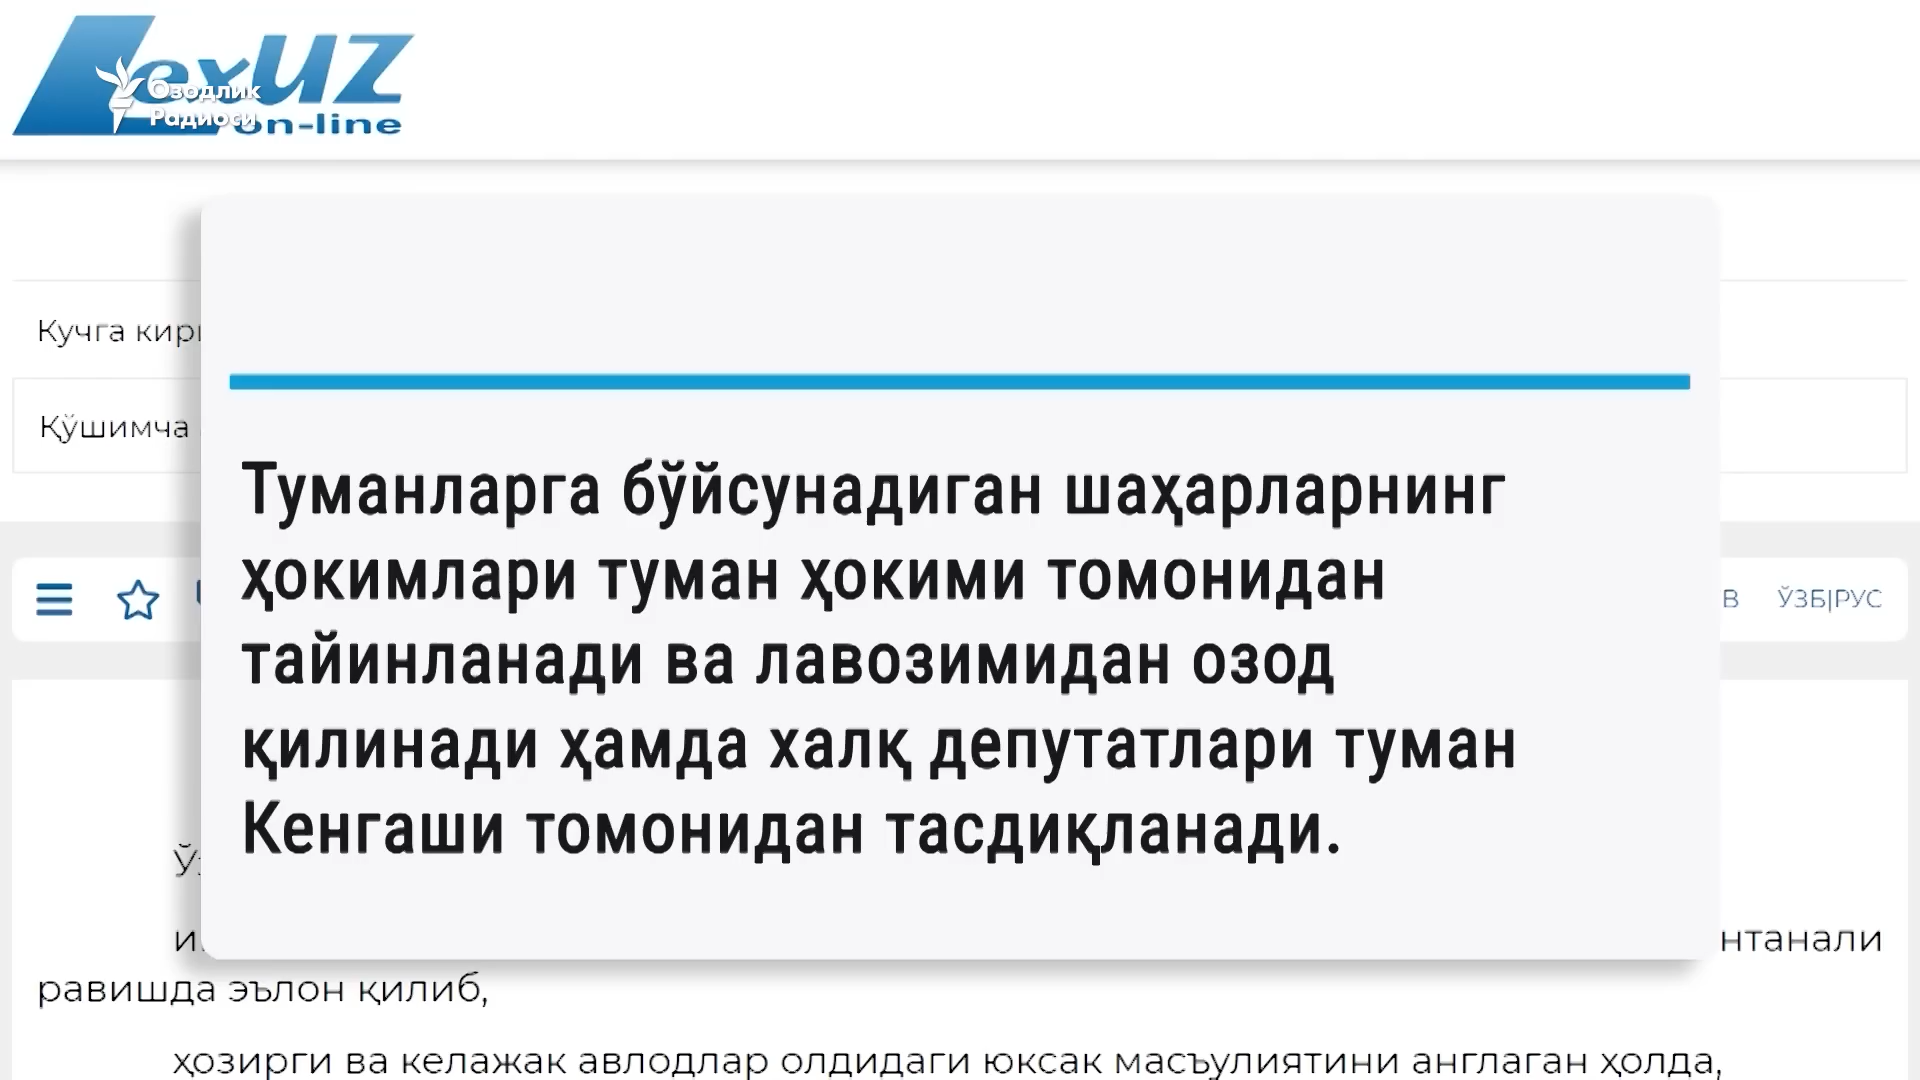 LexUZ
on-line
Озодлик
Радиоси
Кучга
Қўшимча
Туманларга бўйсунадиган шаҳарларнинг
ҳокимлари туман ҳокими томонидан
тайинланади ва лавозимидан озод
қилинади ҳамда халқ депутатлари туман
Кенгаши томонидан тасдиқланади.
ЎЗБ|РУС
равишда эълон қилиб,
ҳозирги ва келажак авлодлар олдидаги юксак масъулиятини англаган ҳолда,